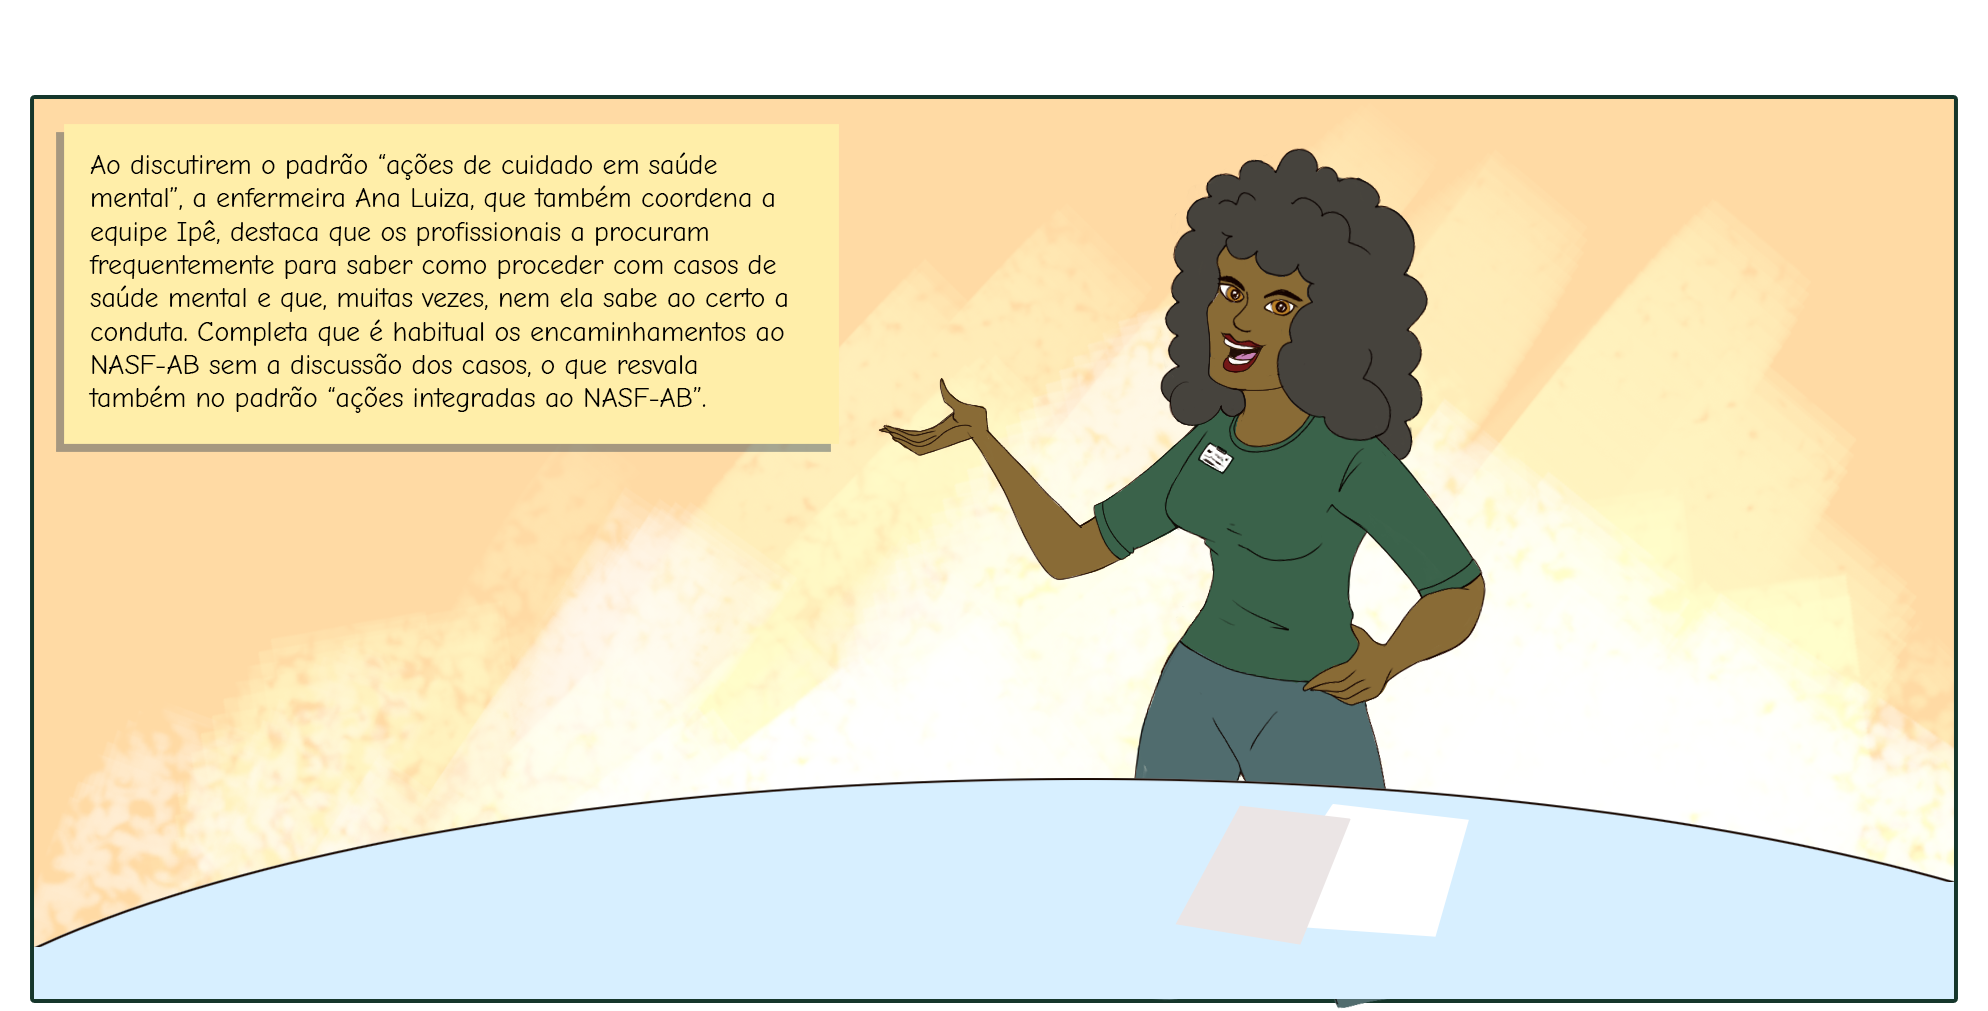 Ao discutirem o padrão “ações de cuidado em saúde
mental”, a enfermeira Ana Luiza, que também coordena a
equipe Ipê, destaca que os profissionais a procuram
frequentemente para saber como proceder com casos de
saúde mental e que, muitas vezes, nem ela sabe ao certo a
conduta. Completa que é habitual os encaminhamentos ao
NASF-AB sem a discussão dos casos, o que resvala
também no padrão “ações integradas ao NASF-AB”.